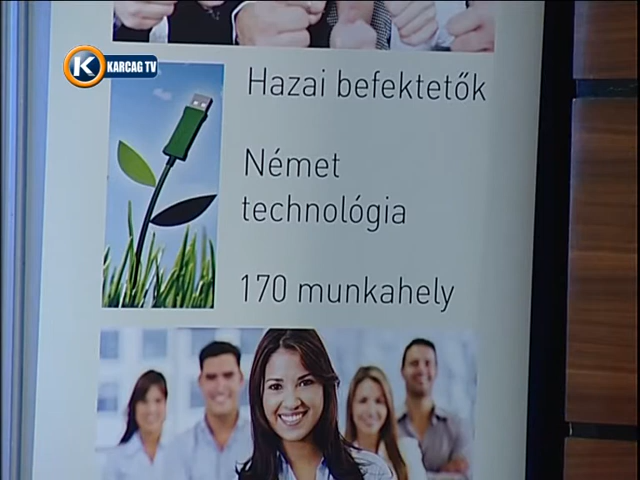 K KARCAG TV
Hazai befektetők
Német
technológia
170 munkahely